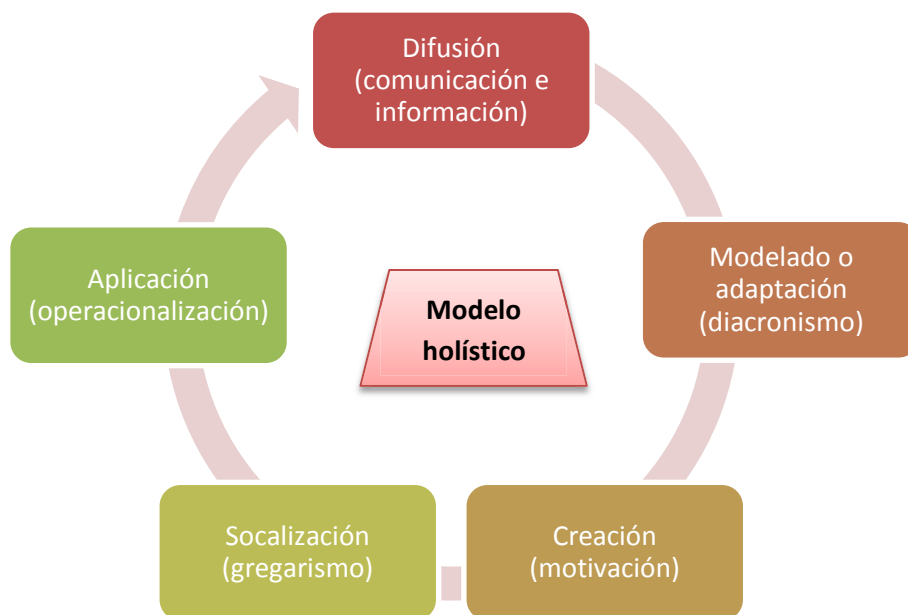 Difusión
(comunicación e
información)
Modelado o
adaptación
(diacronismo)
Creación
(motivación)
Socalización
(gregarismo)
Aplicación
(operacionalización)
Modelo
holístico